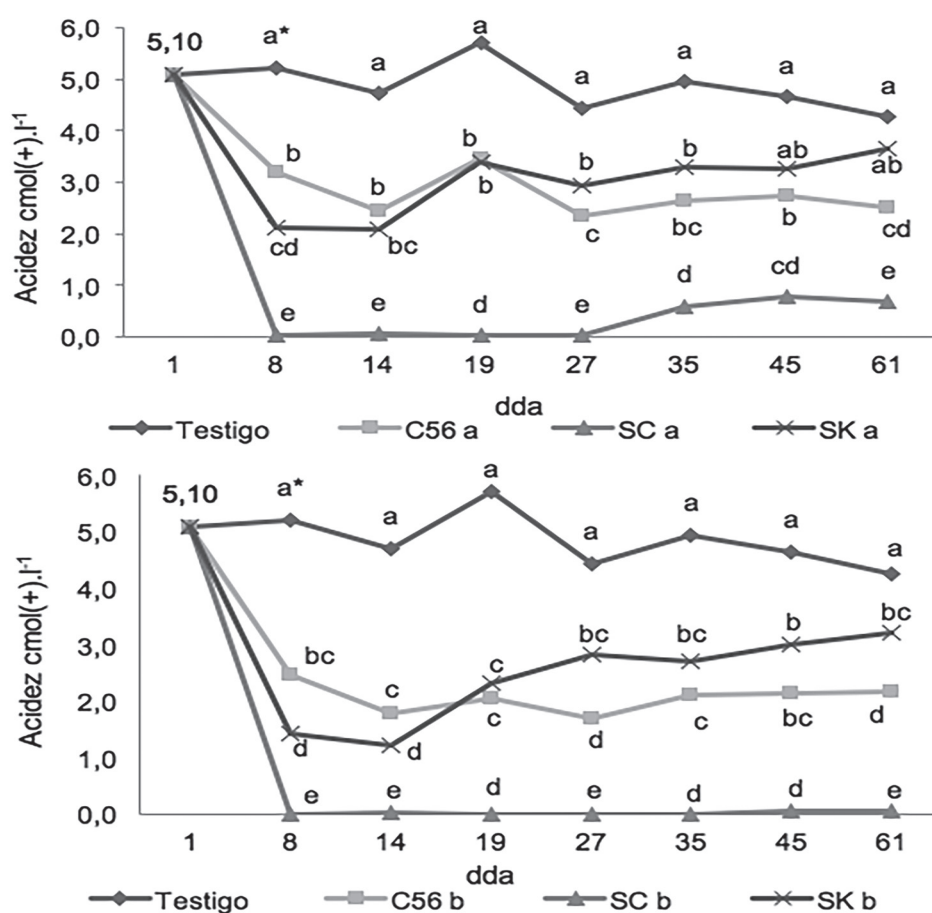 6,0
5,0
4,0
3,0
2,0
1,0
0,0
Acidez cmol(+).l⁻¹
5,10 a* a a a a a a
b b b b b ab ab
cd bc b c bc b cd
e e d e d cd e
1 8 14 19 27 35 45 61
dda
Testigo C56 a SC a SK a
6,0
5,0
4,0
3,0
2,0
1,0
0,0
Acidez cmol(+).l⁻¹
5,10 a* a a a a a a
bc c c bc bc b bc
d d c d c bc d
e e d e d d e
1 8 14 19 27 35 45 61
dda
Testigo C56 b SC b SK b